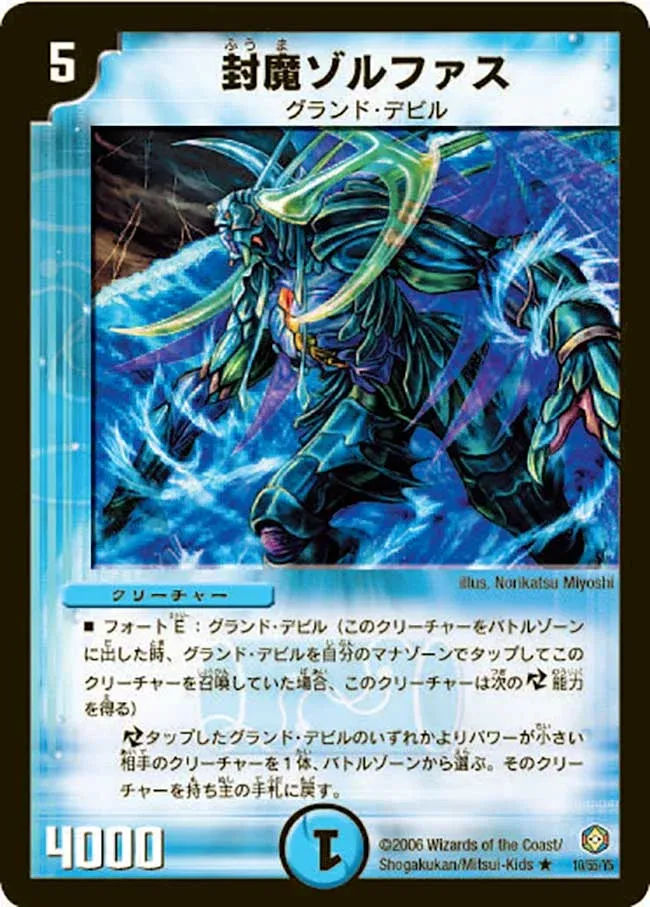 5
ふうま
封魔ゾルファス
グランド・デビル
illus. Norikatsu Miyoshi
クリーチャー
■ フォートE：グランド・デビル（このクリーチャーをバトルゾーン
に出した時、グランド・デビルを自分のマナゾーンでタップしてこの
クリーチャーを召喚していた場合、このクリーチャーは次の能力
を得る）
タップしたグランド・デビルのいずれかよりパワーが小さい
相手のクリーチャーを1体、バトルゾーンから選ぶ。そのクリー
チャーを持ち主の手札に戻す。
4000
1
©2006 Wizards of the Coast/
Shogakukan/Mitsui-Kids ★ 10/55 Y5